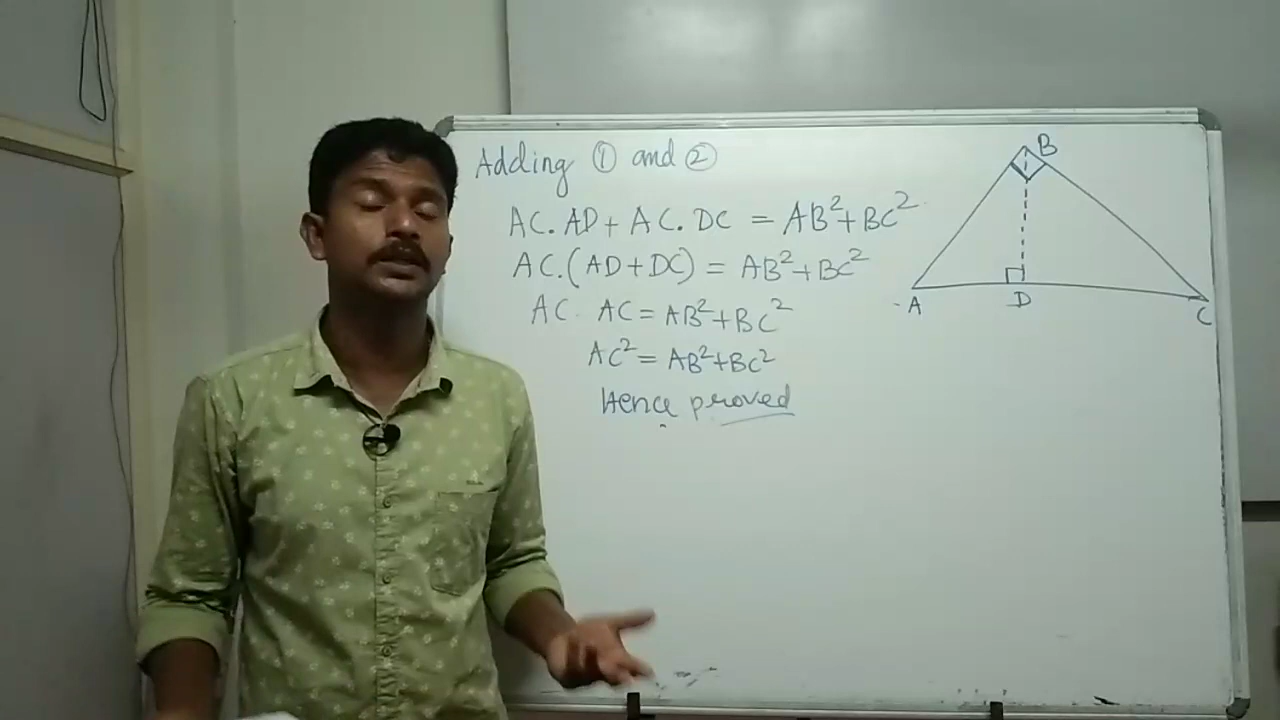 Adding ① and ②
AC.AD + AC.DC = AB²+BC²
AC.(AD+DC) = AB²+BC²
AC. AC = AB²+BC²
AC² = AB²+BC²
Hence proved
B
A
D
C